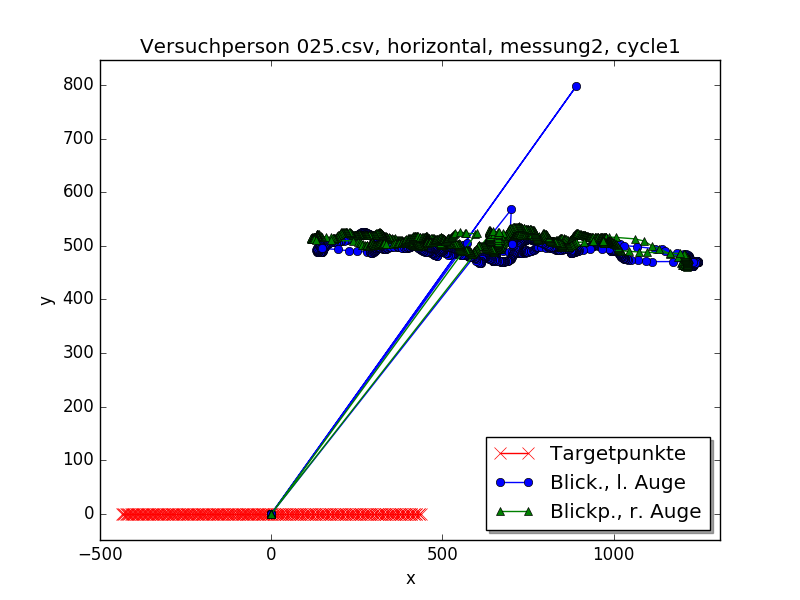 Versuchperson 025.csv, horizontal, messung2, cycle1
800
700
600
500
400
300
200
100
0
y
−500
0
500
1000
x
Targetpunkte
Blick., l. Auge
Blickp., r. Auge